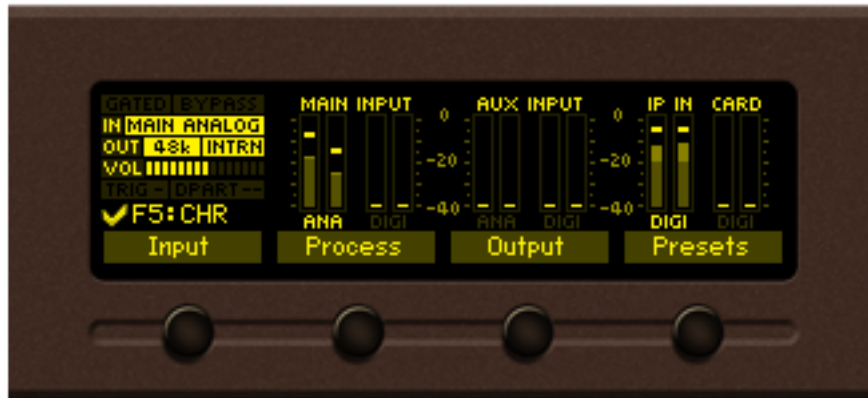 GATED BYPASS
IN MAIN ANALOG
OUT 48k INTRN
VOL
TRIG - DPART --
✓F5:CHR
MAIN INPUT
ANA DIGI
0
-20
-40
AUX INPUT
ANA DIGI
0
-20
-40
IP IN CARD
DIGI DIGI
Input Process Output Presets